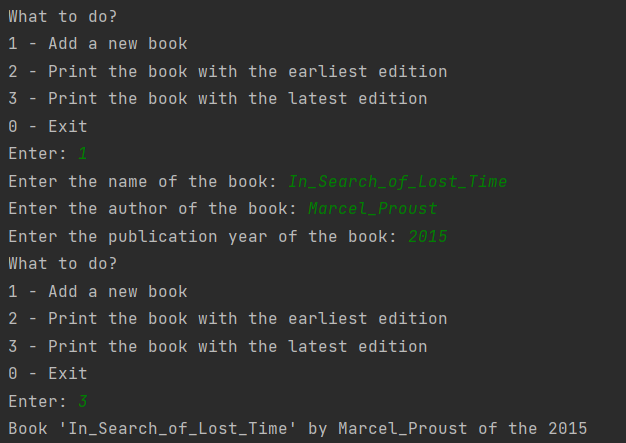 What to do?
1 - Add a new book
2 - Print the book with the earliest edition
3 - Print the book with the latest edition
0 - Exit
Enter: 1
Enter the name of the book: In_Search_of_Lost_Time
Enter the author of the book: Marcel_Proust
Enter the publication year of the book: 2015
What to do?
1 - Add a new book
2 - Print the book with the earliest edition
3 - Print the book with the latest edition
0 - Exit
Enter: 3
Book 'In_Search_of_Lost_Time' by Marcel_Proust of the 2015